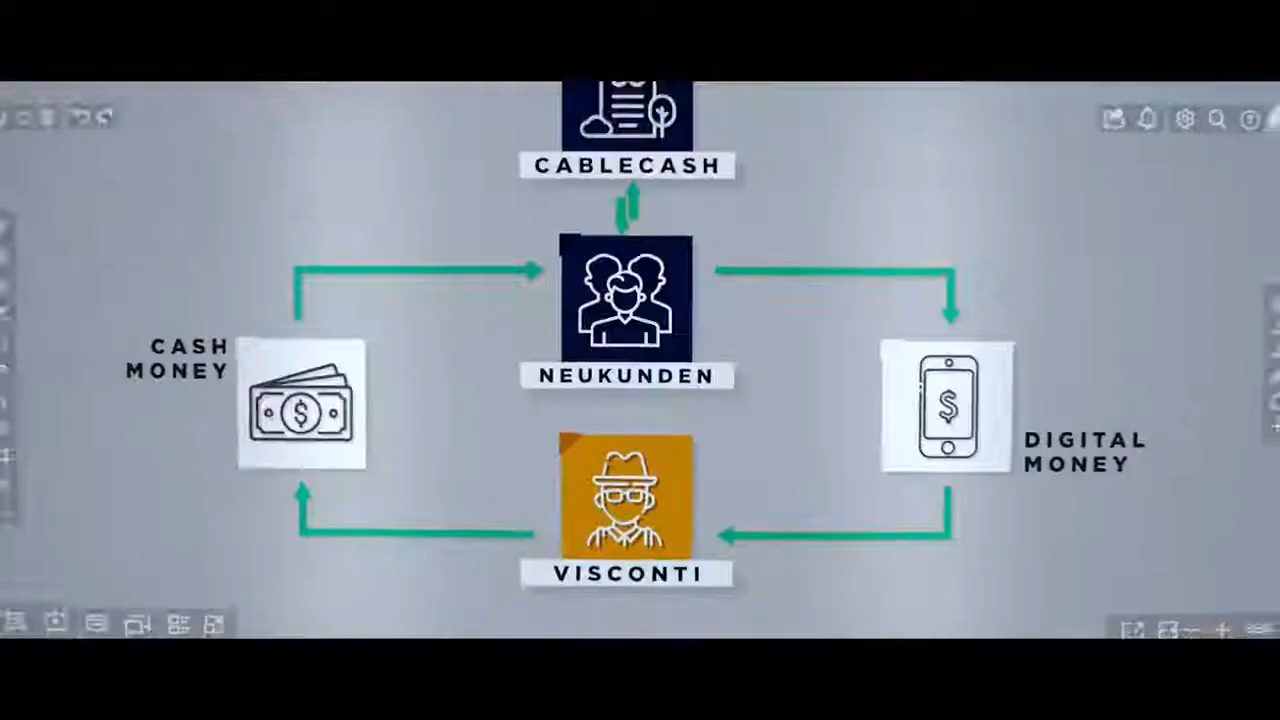 CABLECASH
NEUKUNDEN
CASH
MONEY
DIGITAL
MONEY
VISCONTI